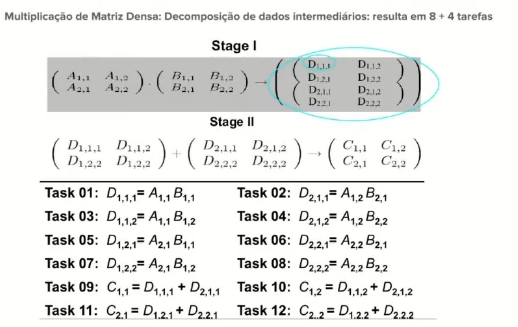 Multiplicação de Matriz Densa: Decomposição de dados intermediários: resulta em 8 + 4 tarefas
Stage I
( A1,1 A1,2 ) . ( B1,1 B1,2 ) → ( ( D1,1,1 D1,1,2 ) )
( A2,1 A2,2 ) ( B2,1 B2,2 ) ( ( D1,2,1 D1,2,2 ) )
( ( D2,1,1 D2,1,2 ) )
( ( D2,2,1 D2,2,2 ) )
Stage II
( D1,1,1 D1,1,2 ) + ( D2,1,1 D2,1,2 ) → ( C1,1 C1,2 )
( D1,2,2 D1,2,2 ) ( D2,2,2 D2,2,2 ) ( C2,1 C2,2 )
Task 01: D1,1,1= A1,1 B1,1 Task 02: D2,1,1= A1,2 B2,1
Task 03: D1,1,2= A1,1 B1,2 Task 04: D2,1,2= A1,2 B2,2
Task 05: D1,2,1= A2,1 B1,1 Task 06: D2,2,1= A2,2 B2,1
Task 07: D1,2,2= A2,1 B1,2 Task 08: D2,2,2= A2,2 B2,2
Task 09: C1,1 = D1,1,1 + D2,1,1 Task 10: C1,2 = D1,1,2 + D2,1,2
Task 11: C2,1 = D1,2,1 + D2,2,1 Task 12: C2,,2 = D1,2,2 + D2,2,2